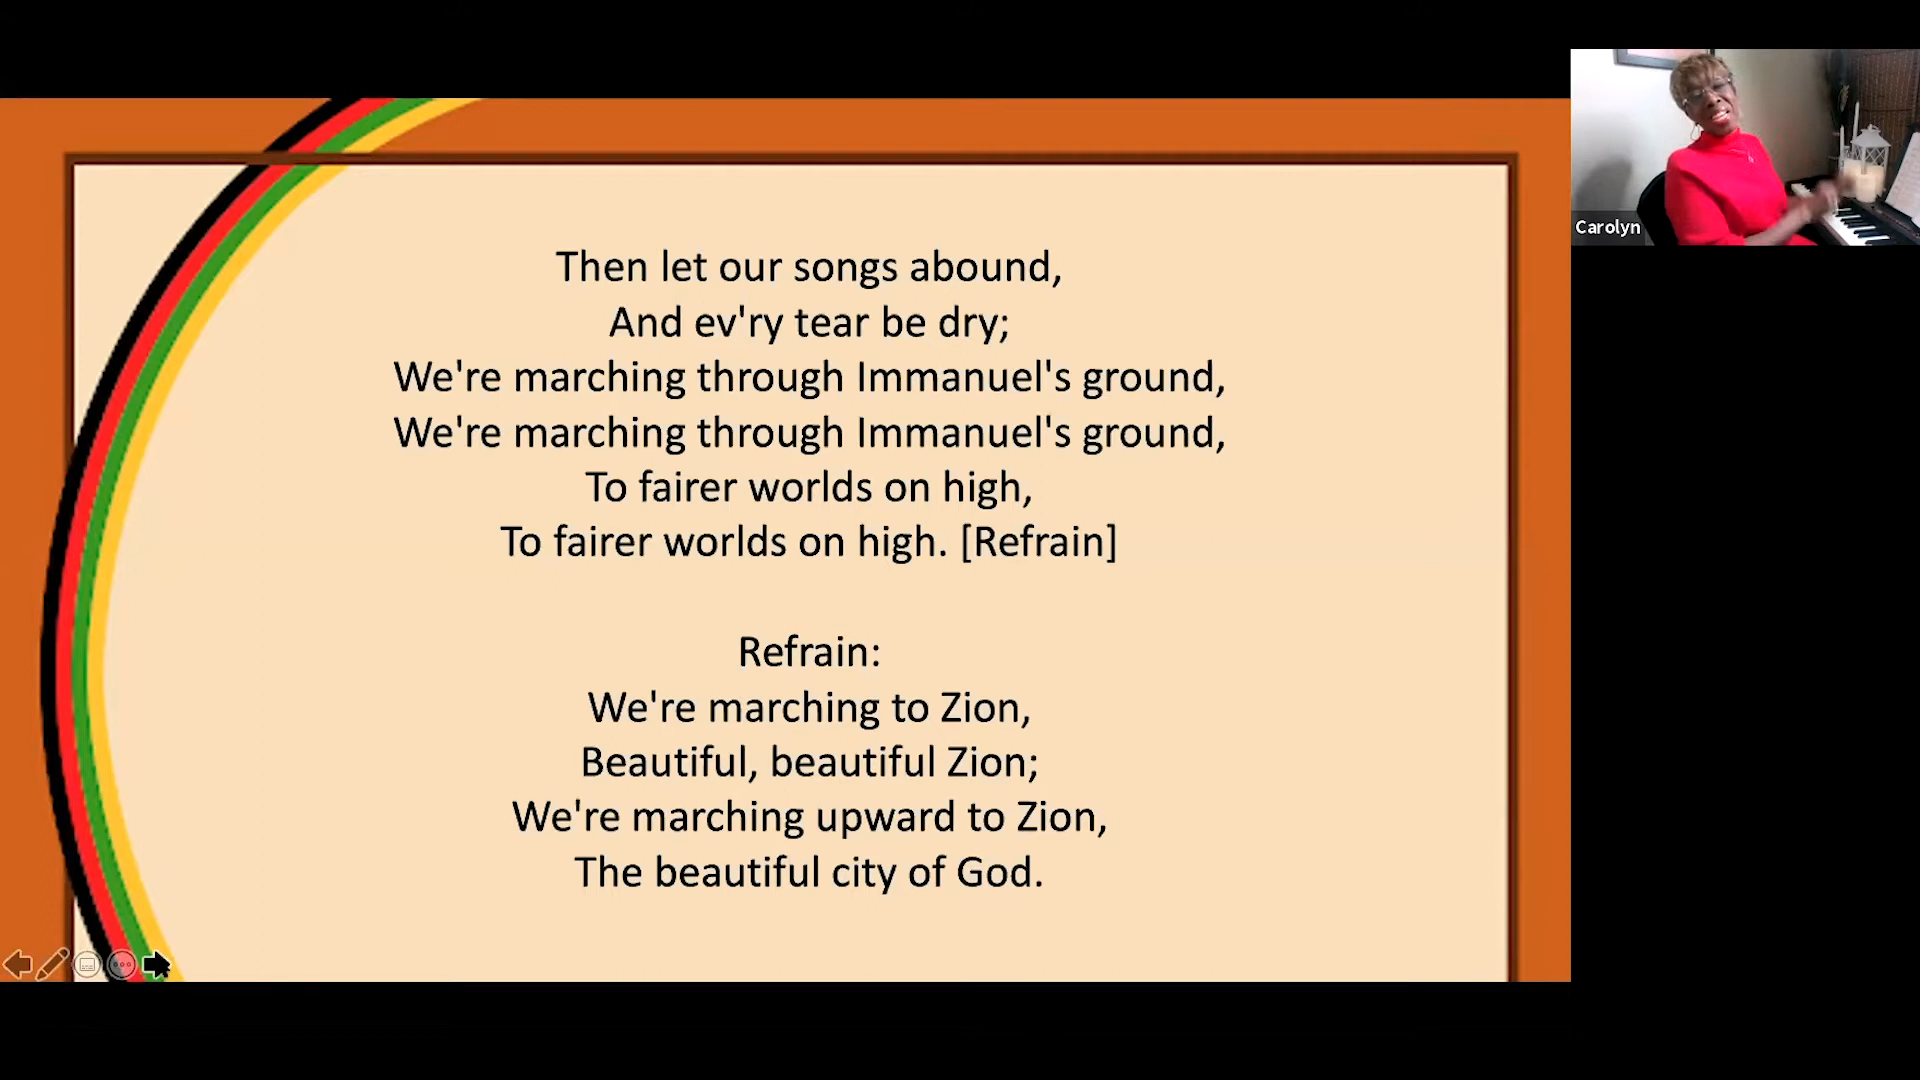 Then let our songs abound,
And ev'ry tear be dry;
We're marching through Immanuel's ground,
We're marching through Immanuel's ground,
To fairer worlds on high,
To fairer worlds on high. [Refrain]
Refrain:
We're marching to Zion,
Beautiful, beautiful Zion;
We're marching upward to Zion,
The beautiful city of God.
Carolyn